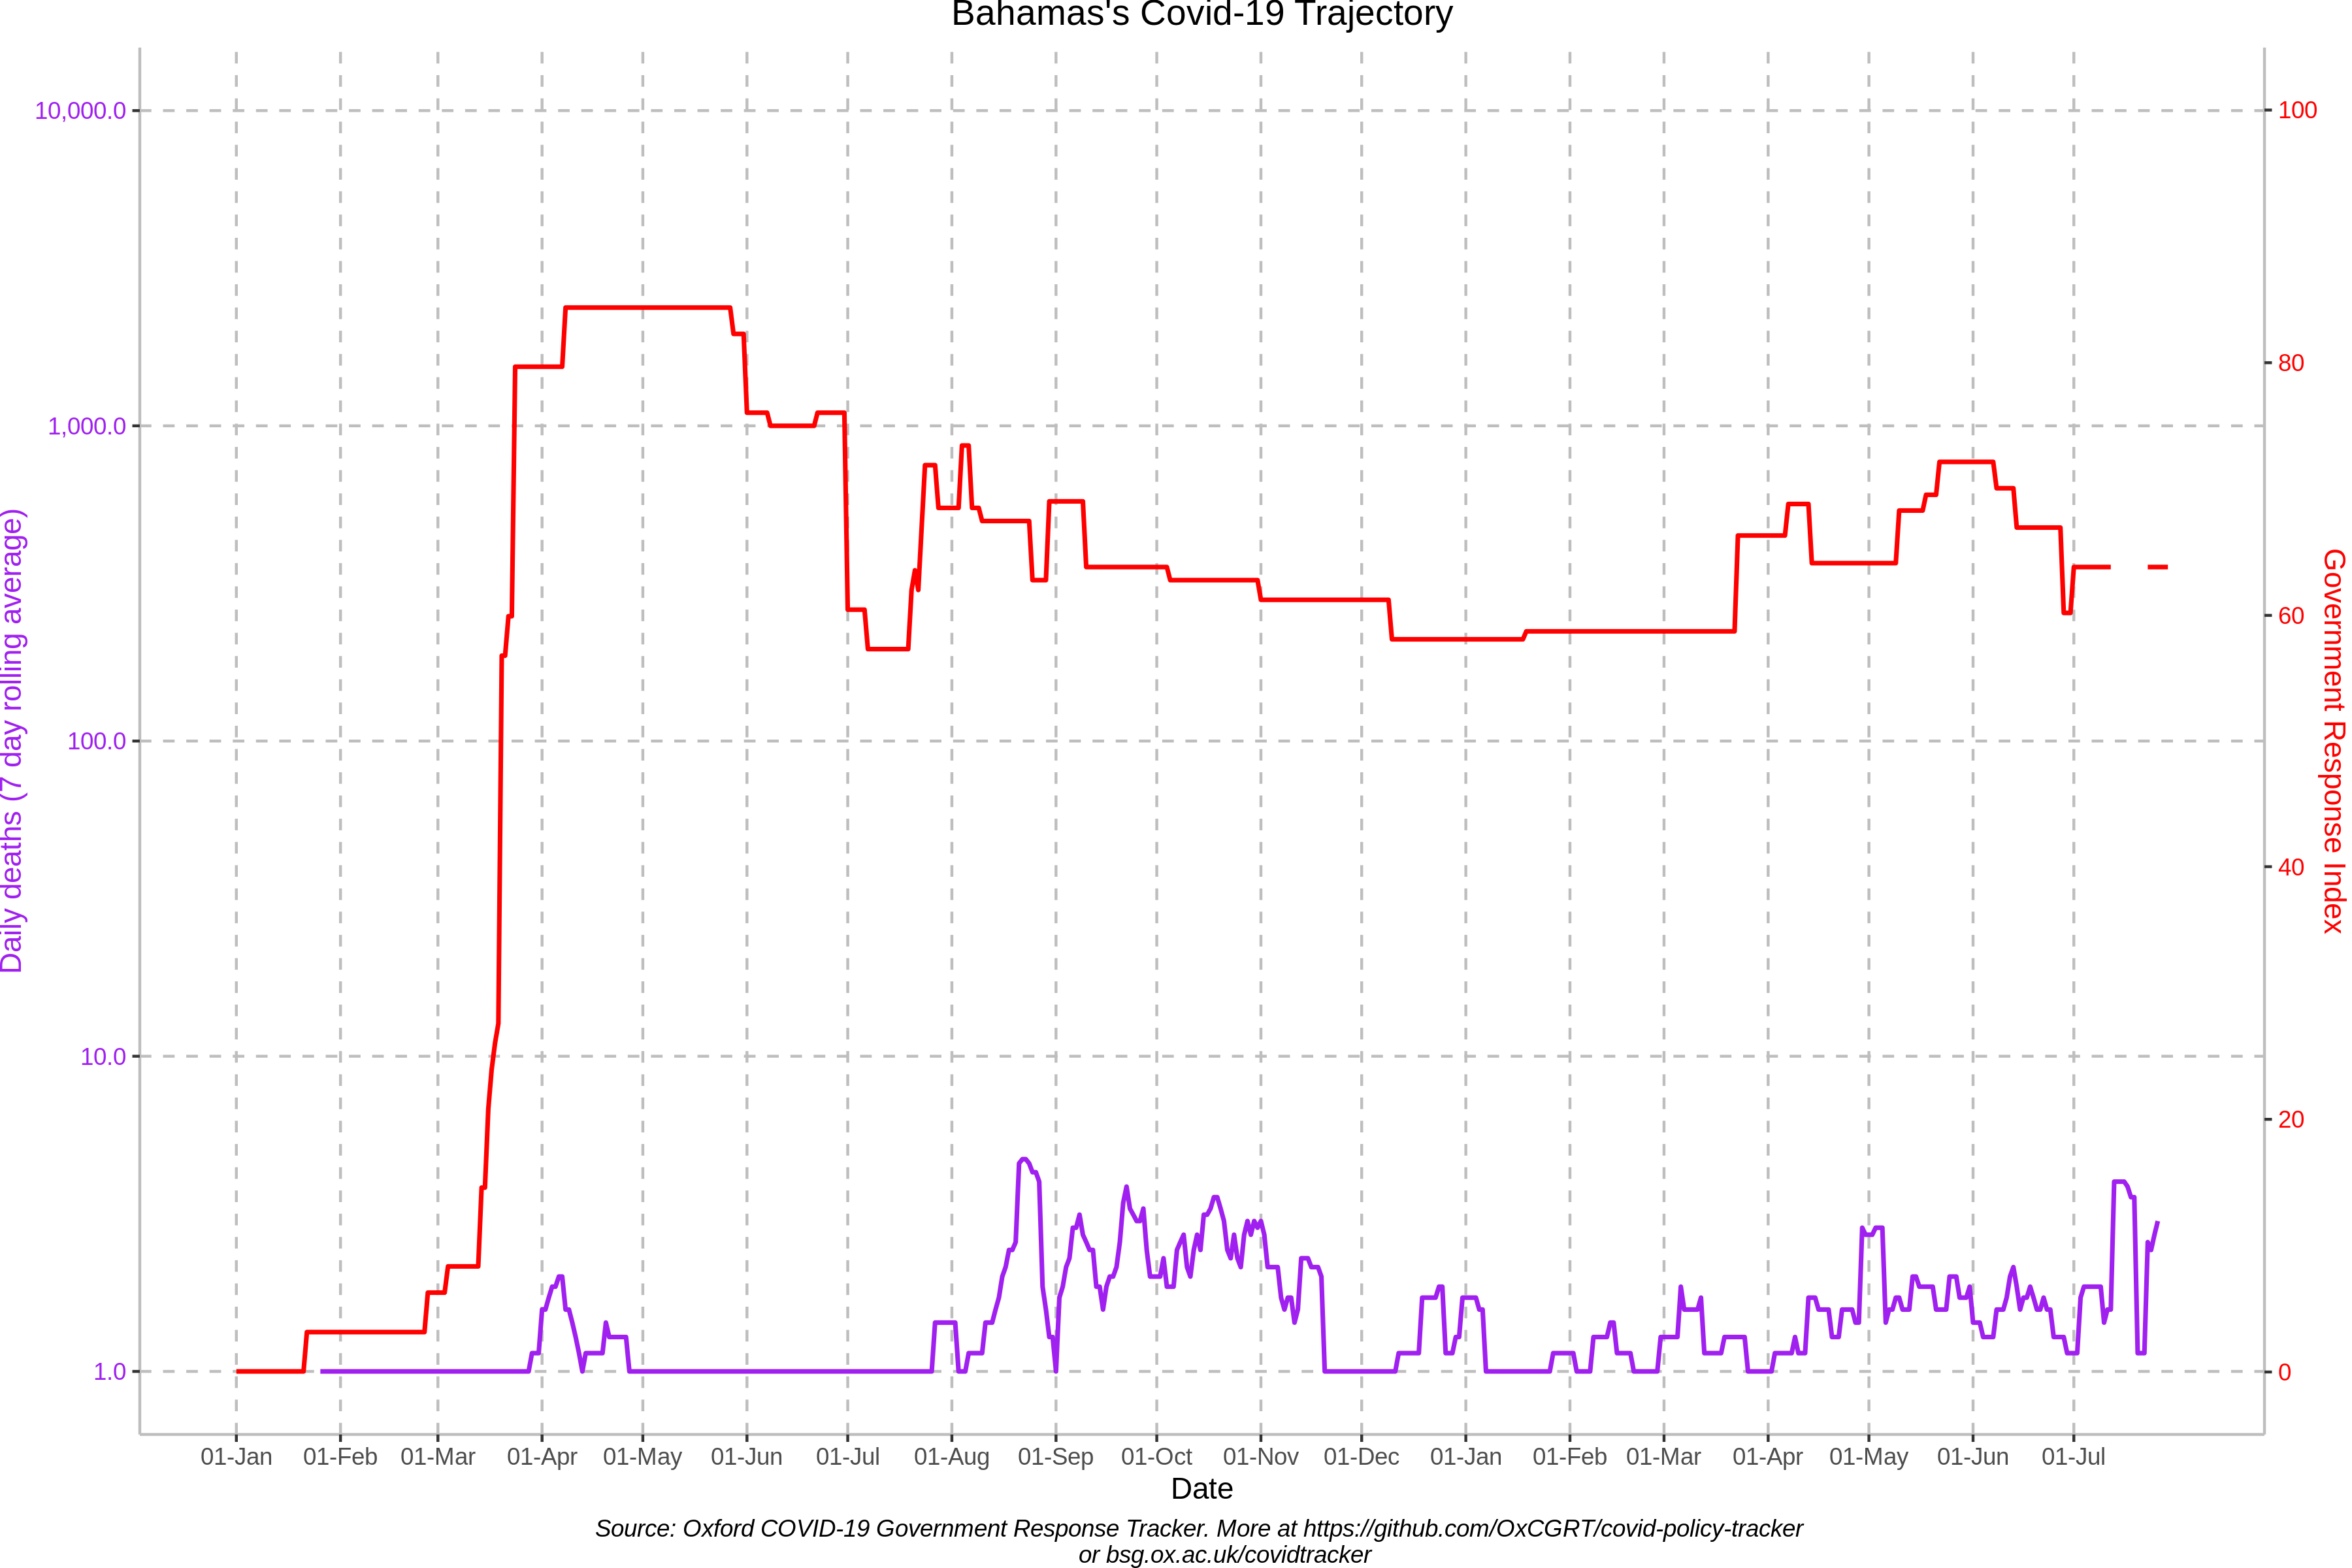 Bahamas's Covid-19 Trajectory
10,000.0
1,000.0
100.0
10.0
1.0
Daily deaths (7 day rolling average)
100
80
60
40
20
0
Government Response Index
01-Jan 01-Feb 01-Mar 01-Apr 01-May 01-Jun 01-Jul 01-Aug 01-Sep 01-Oct 01-Nov 01-Dec 01-Jan 01-Feb 01-Mar 01-Apr 01-May 01-Jun 01-Jul
Date
Source: Oxford COVID-19 Government Response Tracker. More at https://github.com/OxCGRT/covid-policy-tracker
or bsg.ox.ac.uk/covidtracker